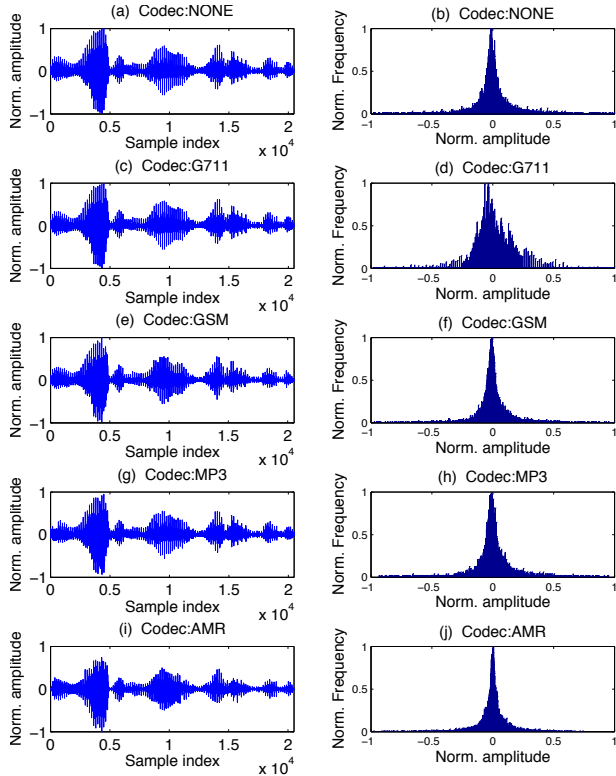 (a) Codec:NONE
Norm. amplitude
1
0
−1
0 0.5 1 1.5 2
Sample index
x 10^4
(b) Codec:NONE
Norm. Frequency
1
0.5
0
−1 −0.5 0 0.5 1
Norm. amplitude
(c) Codec:G711
Norm. amplitude
1
0
−1
0 0.5 1 1.5 2
Sample index
x 10^4
(d) Codec:G711
Norm. Frequency
1
0.5
0
−1 −0.5 0 0.5 1
Norm. amplitude
(e) Codec:GSM
Norm. amplitude
1
0
−1
0 0.5 1 1.5 2
Sample index
x 10^4
(f) Codec:GSM
Norm. Frequency
1
0.5
0
−1 −0.5 0 0.5 1
Norm. amplitude
(g) Codec:MP3
Norm. amplitude
1
0
−1
0 0.5 1 1.5 2
Sample index
x 10^4
(h) Codec:MP3
Norm. Frequency
1
0.5
0
−1 −0.5 0 0.5 1
Norm. amplitude
(i) Codec:AMR
Norm. amplitude
1
0
−1
0 0.5 1 1.5 2
Sample index
x 10^4
(j) Codec:AMR
Norm. Frequency
1
0.5
0
−1 −0.5 0 0.5 1
Norm. amplitude